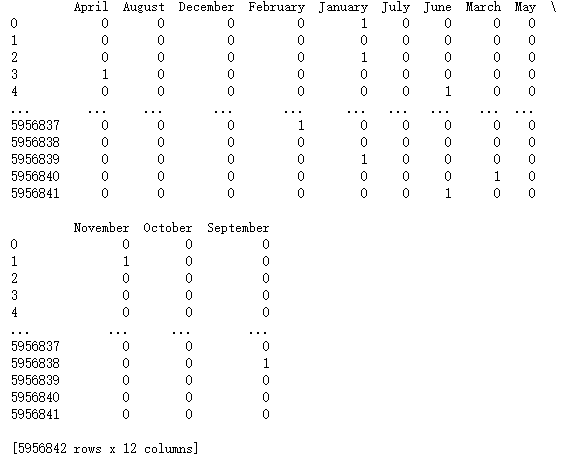 April August December February January July June March May \
0 0 0 0 0 1 0 0 0 0
1 0 0 0 0 0 0 0 0 0
2 0 0 0 0 1 0 0 0 0
3 1 0 0 0 0 0 0 0 0
4 0 0 0 0 0 0 1 0 0
... ... ... ... ... ... ... ... ... ...
5956837 0 0 0 1 0 0 0 0 0
5956838 0 0 0 0 0 0 0 0 0
5956839 0 0 0 0 1 0 0 0 0
5956840 0 0 0 0 0 0 0 1 0
5956841 0 0 0 0 0 0 1 0 0
November October September
0 0 0 0
1 1 0 0
2 0 0 0
3 0 0 0
4 0 0 0
... ... ... ...
5956837 0 0 0
5956838 0 0 1
5956839 0 0 0
5956840 0 0 0
5956841 0 0 0
[5956842 rows x 12 columns]